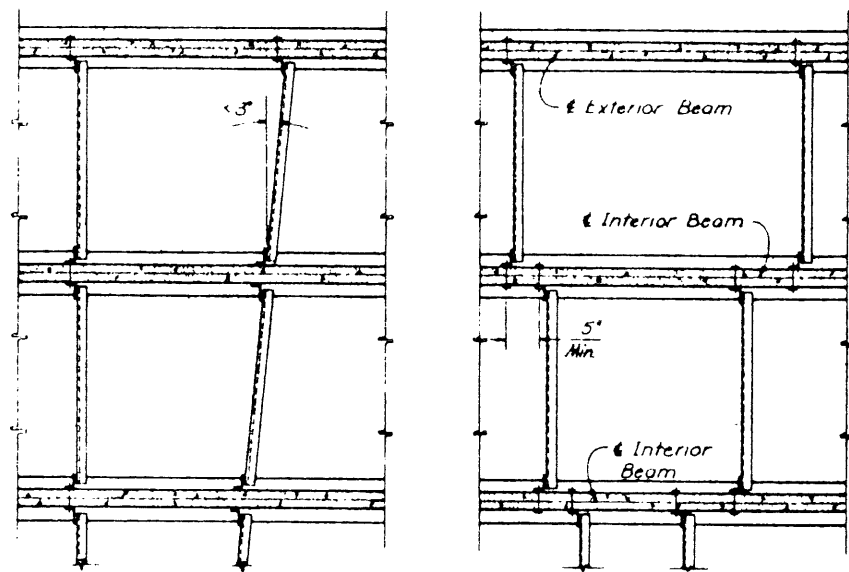 <3°
℄ Exterior Beam
℄ Interior Beam
5"
Min
℄ Interior
Beam